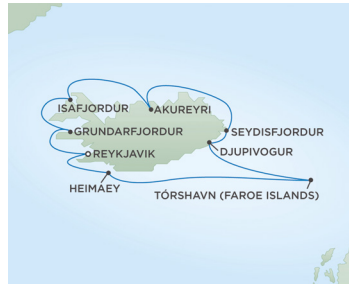 ISAFJORDUR
AKUREYRI
GRUNDARFJORDUR
SEYDISFJORDUR
REYKJAVIK
DJUPIVOGUR
HEIMAEY
TÓRSHAVN (FAROE ISLANDS)